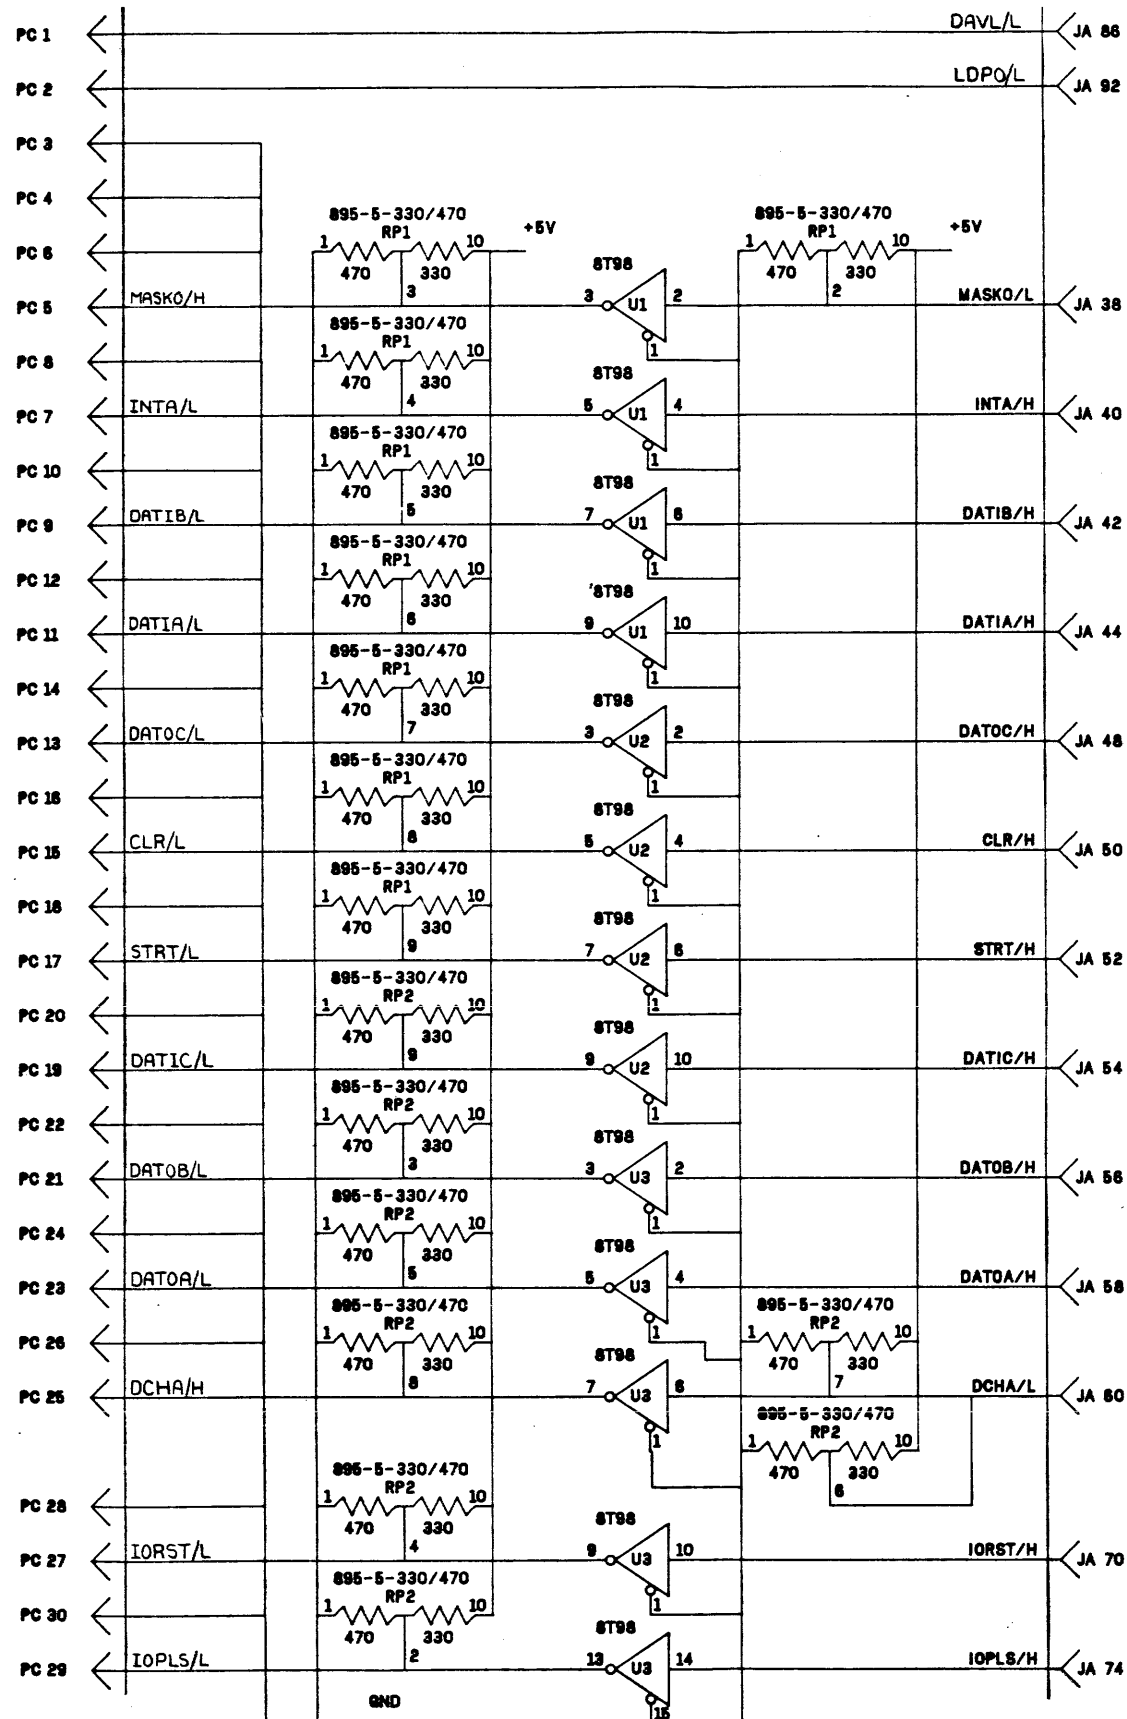 PC 1 DAVL/L JA 86
PC 2 LDPO/L JA 92
PC 3
PC 4
895-5-330/470 895-5-330/470
PC 6 1 RP1 10 +5V 1 RP1 10 +5V
470 330 8T98 470 330
PC 5 MASKO/H 3 3 U1 2 2 MASKO/L JA 38
895-5-330/470
RP1
PC 8 1 10 1
470 330 8T98
PC 7 INTA/L 4 5 U1 4 INTA/H JA 40
895-5-330/470
RP1
PC 10 1 10 1
470 330 8T98
PC 9 DATIB/L 5 7 U1 6 DATIB/H JA 42
895-5-330/470
RP1
PC 12 1 10 1
470 330 8T98
PC 11 DATIA/L 6 9 U1 10 DATIA/H JA 44
895-5-330/470
RP1
PC 14 1 10 1
470 330 8T98
PC 13 DATOC/L 7 3 U2 2 DATOC/H JA 48
895-5-330/470
RP1
PC 16 1 10 1
470 330 8T98
PC 15 CLR/L 8 5 U2 4 CLR/H JA 50
895-5-330/470
RP1
PC 18 1 10 1
470 330 8T98
PC 17 STRT/L 9 7 U2 6 STRT/H JA 52
895-5-330/470
RP2
PC 20 1 10 1
470 330 8T98
PC 19 DATIC/L 9 9 U2 10 DATIC/H JA 54
895-5-330/470
RP2
PC 22 1 10 1
470 330 8T98
PC 21 DATOB/L 3 3 U3 2 DATOB/H JA 56
895-5-330/470
RP2
PC 24 1 10 1
470 330 8T98
PC 23 DATOA/L 5 5 U3 4 DATOA/H JA 58
895-5-330/470 895-5-330/470
RP2 RP2
PC 26 1 10 1 1 10
470 330 8T98 470 330
PC 25 DCHA/H 8 7 U3 6 7 DCHA/L JA 60
895-5-330/470
RP2
1 1 10
470 330
895-5-330/470 6
RP2
PC 28 1 10
470 330 8T98
PC 27 IORST/L 4 9 U3 10 IORST/H JA 70
895-5-330/470
RP2
PC 30 1 10 1
470 330 8T98
PC 29 IOPLS/L 2 13 U3 14 IOPLS/H JA 74
GND 15